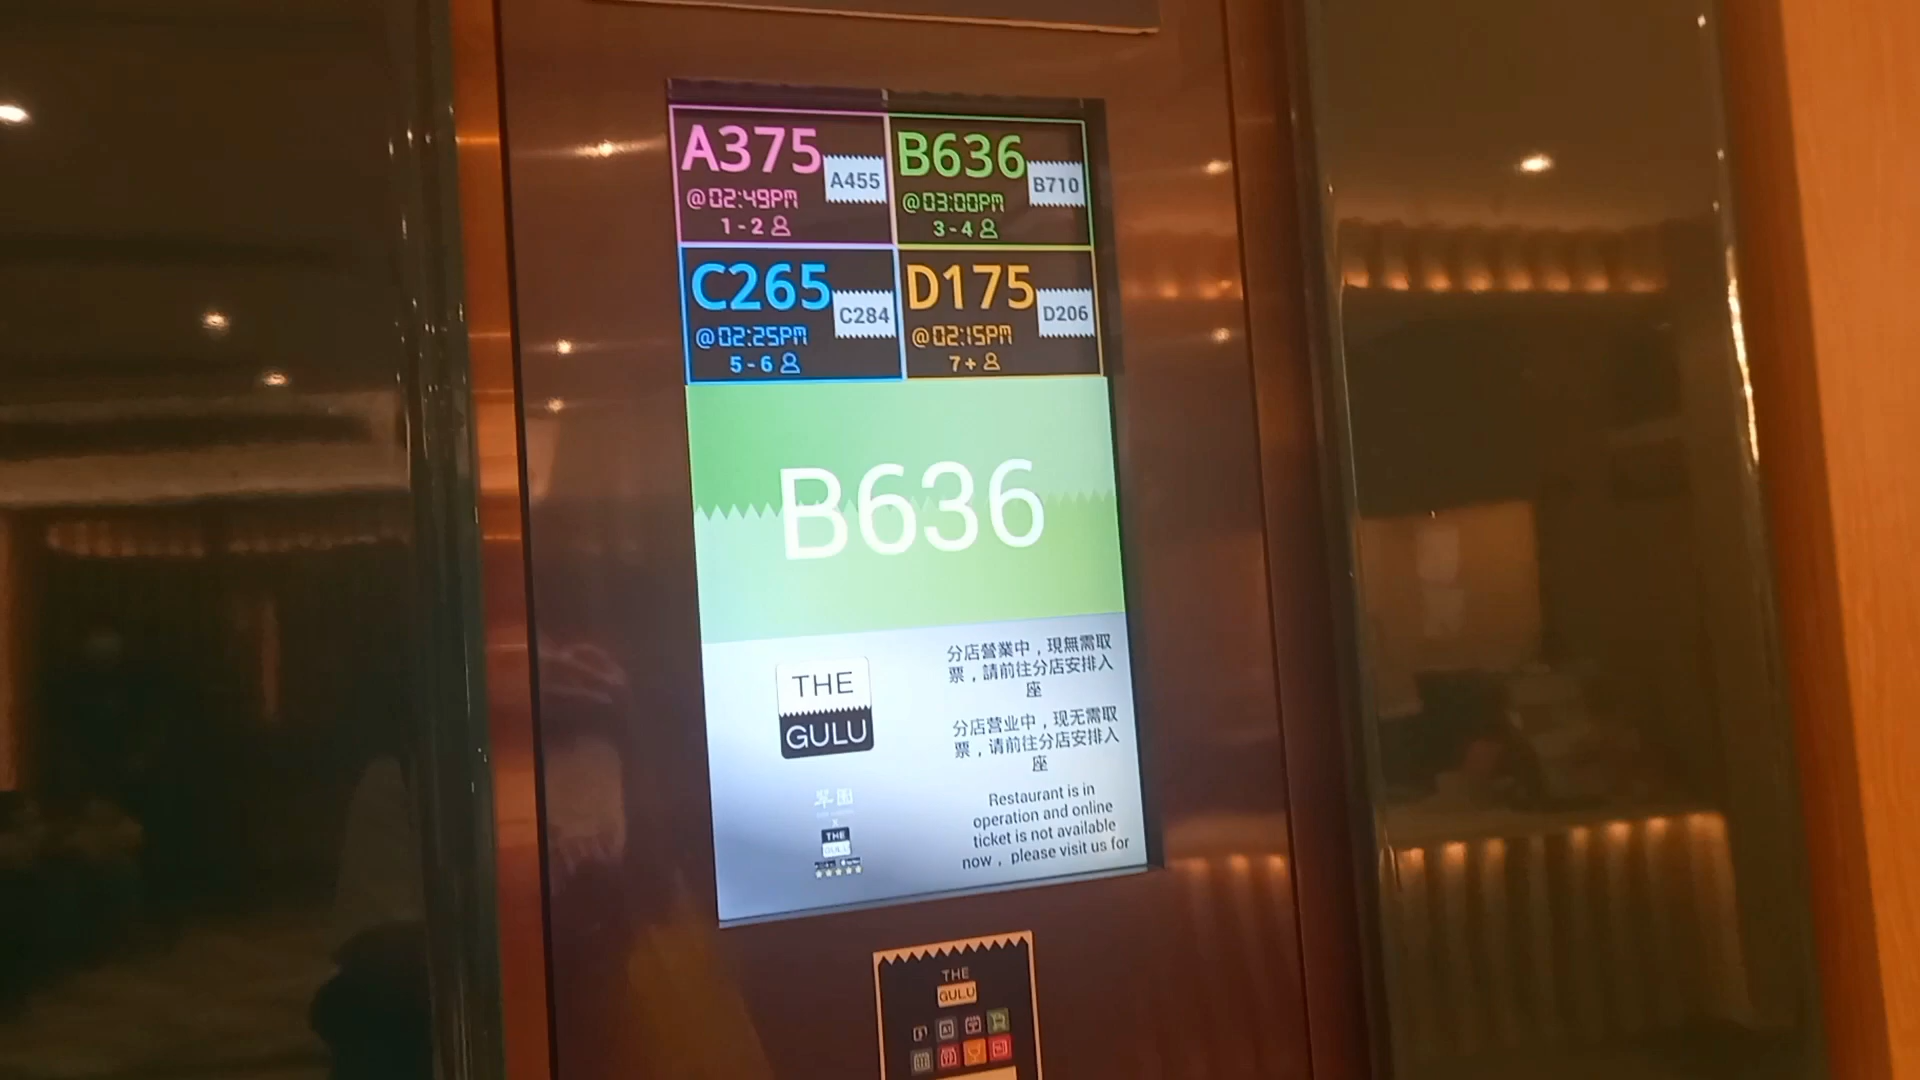 A375
A455
@02:49PM
1-2
B636
B710
@03:00PM
3-4
C265
C284
@02:25PM
5-6
D175
D206
@02:15PM
7+
B636
THE
GULU
分店營業中，現無需取
票，請前往分店安排入
座
分店营业中，现无需取
票，请前往分店安排入
座
Restaurant is in
operation and online
ticket is not available
now， please visit us for
X
THE
GULU
THE
GULU